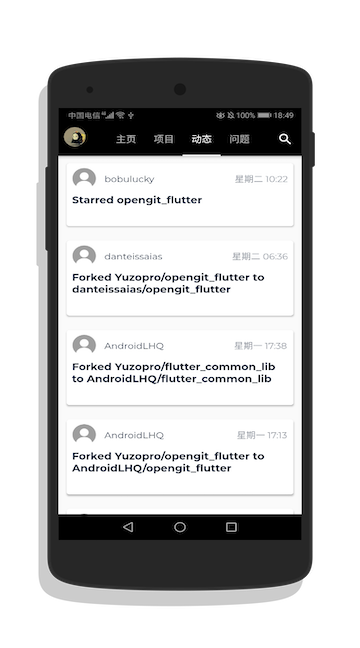 中国电信 4G 100% 18:49
主页 项目 动态 问题
bobulucky 星期二 10:22
Starred opengit_flutter
danteissaias 星期二 06:36
Forked Yuzopro/opengit_flutter to
danteissaias/opengit_flutter
AndroidLHQ 星期一 17:38
Forked Yuzopro/flutter_common_lib
to AndroidLHQ/flutter_common_lib
AndroidLHQ 星期一 17:13
Forked Yuzopro/opengit_flutter to
AndroidLHQ/opengit_flutter